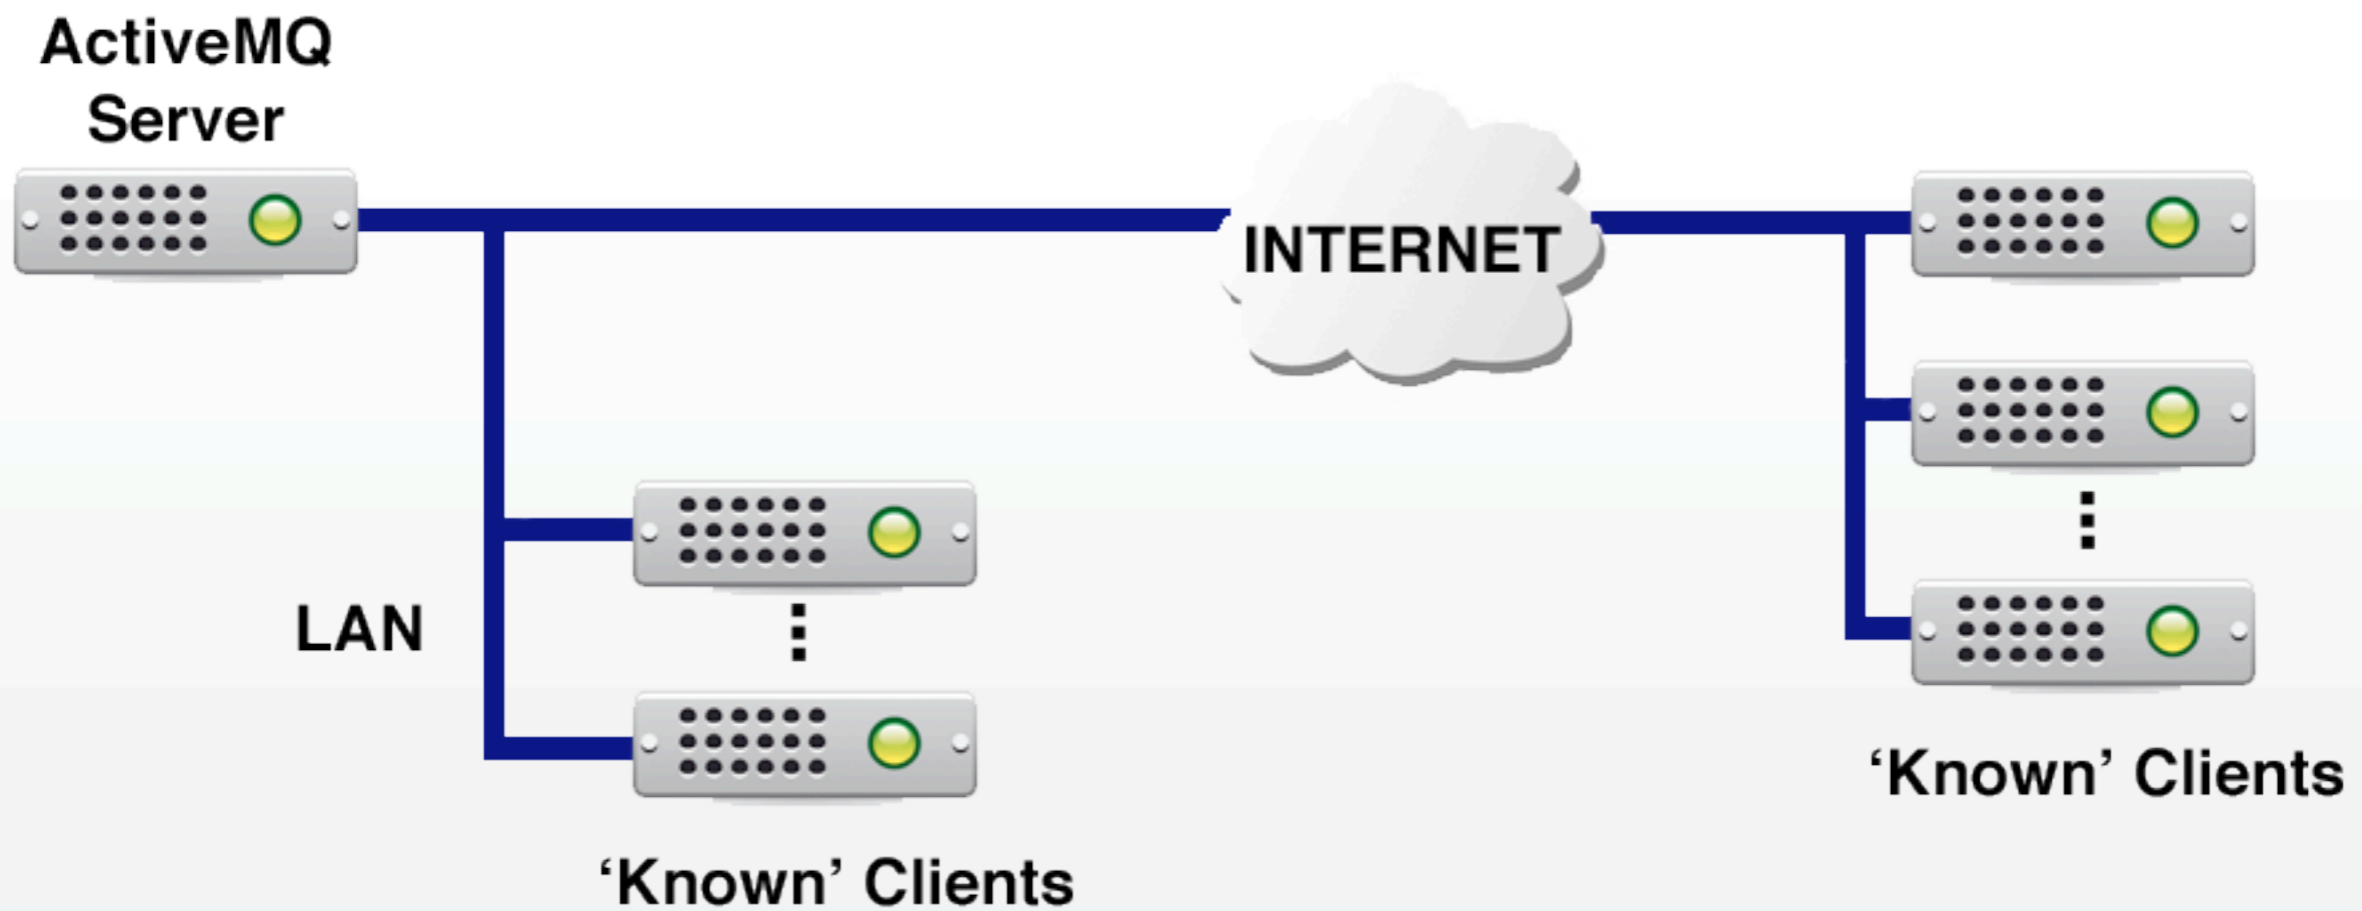 ActiveMQ
Server
INTERNET
LAN
‘Known’ Clients
‘Known’ Clients